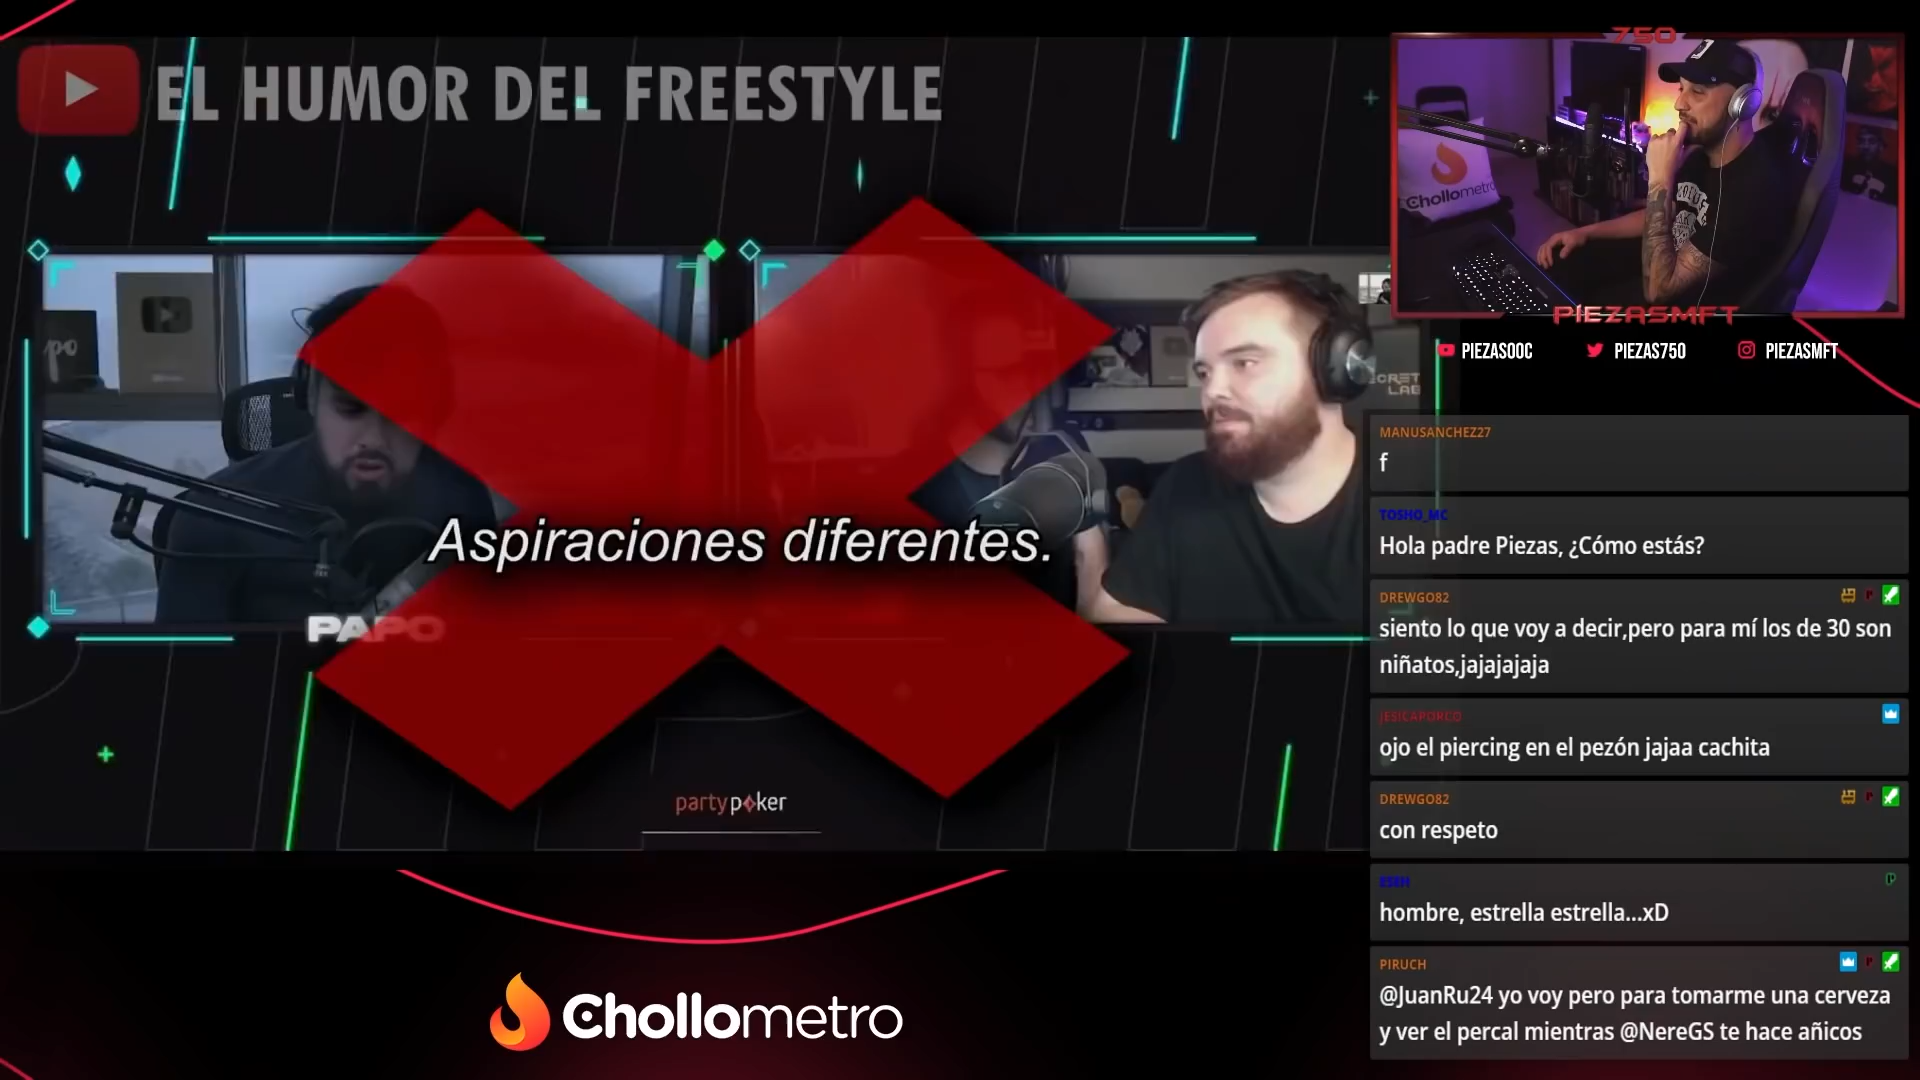 EL HUMOR DEL FREESTYLE
Aspiraciones diferentes.
PAPO
partypoker
Chollometro
750
Chollometro
PIEZASMFT
PIEZASOOC
PIEZAS750
PIEZASMFT
SECRET
LAB
MANUSANCHEZ27
f
TOSHO_MC
Hola padre Piezas, ¿Cómo estás?
DREWGO82
siento lo que voy a decir,pero para mí los de 30 son
niñatos,jajajajaja
JESICAPORCO
ojo el piercing en el pezón jajaa cachita
DREWGO82
con respeto
ESEH
hombre, estrella estrella...xD
PIRUCH
@JuanRu24 yo voy pero para tomarme una cerveza
y ver el percal mientras @NereGS te hace añicos